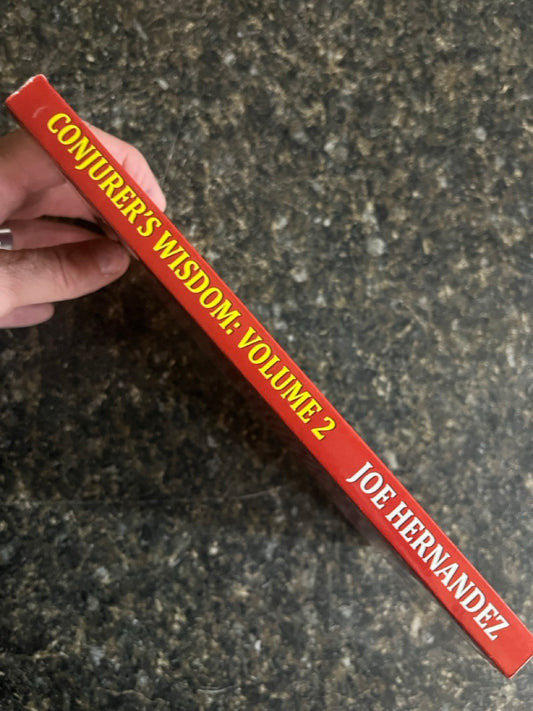 CONJURER'S WISDOM: VOLUME 2
JOE HERNANDEZ